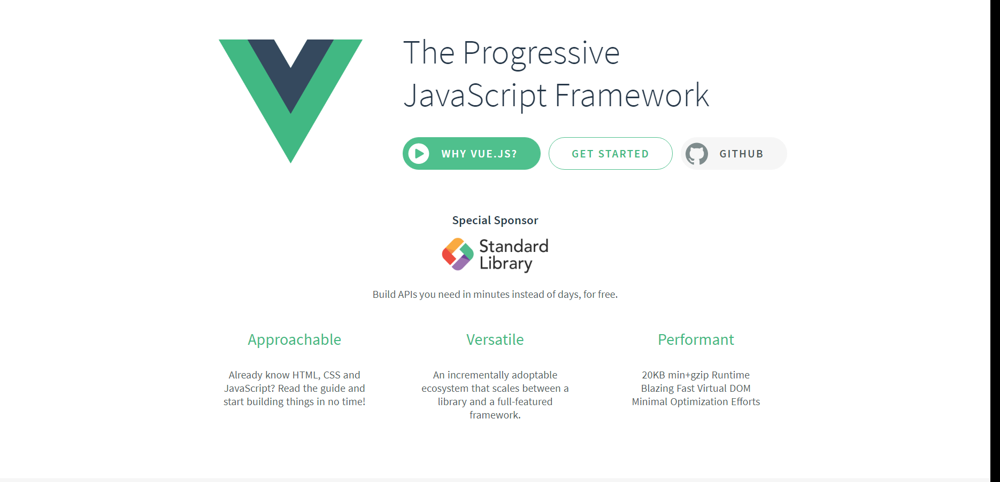 The Progressive
JavaScript Framework
WHY VUE.JS?
GET STARTED
GITHUB
Special Sponsor
Standard
Library
Build APIs you need in minutes instead of days, for free.
Approachable
Already know HTML, CSS and
JavaScript? Read the guide and
start building things in no time!
Versatile
An incrementally adoptable
ecosystem that scales between a
library and a full-featured
framework.
Performant
20KB min+gzip Runtime
Blazing Fast Virtual DOM
Minimal Optimization Efforts